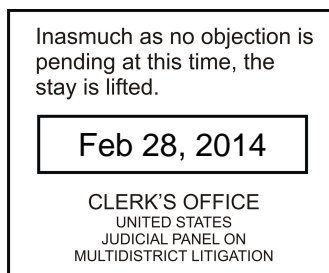 Inasmuch as no objection is
pending at this time, the
stay is lifted.
Feb 28, 2014
CLERK'S OFFICE
UNITED STATES
JUDICIAL PANEL ON
MULTIDISTRICT LITIGATION